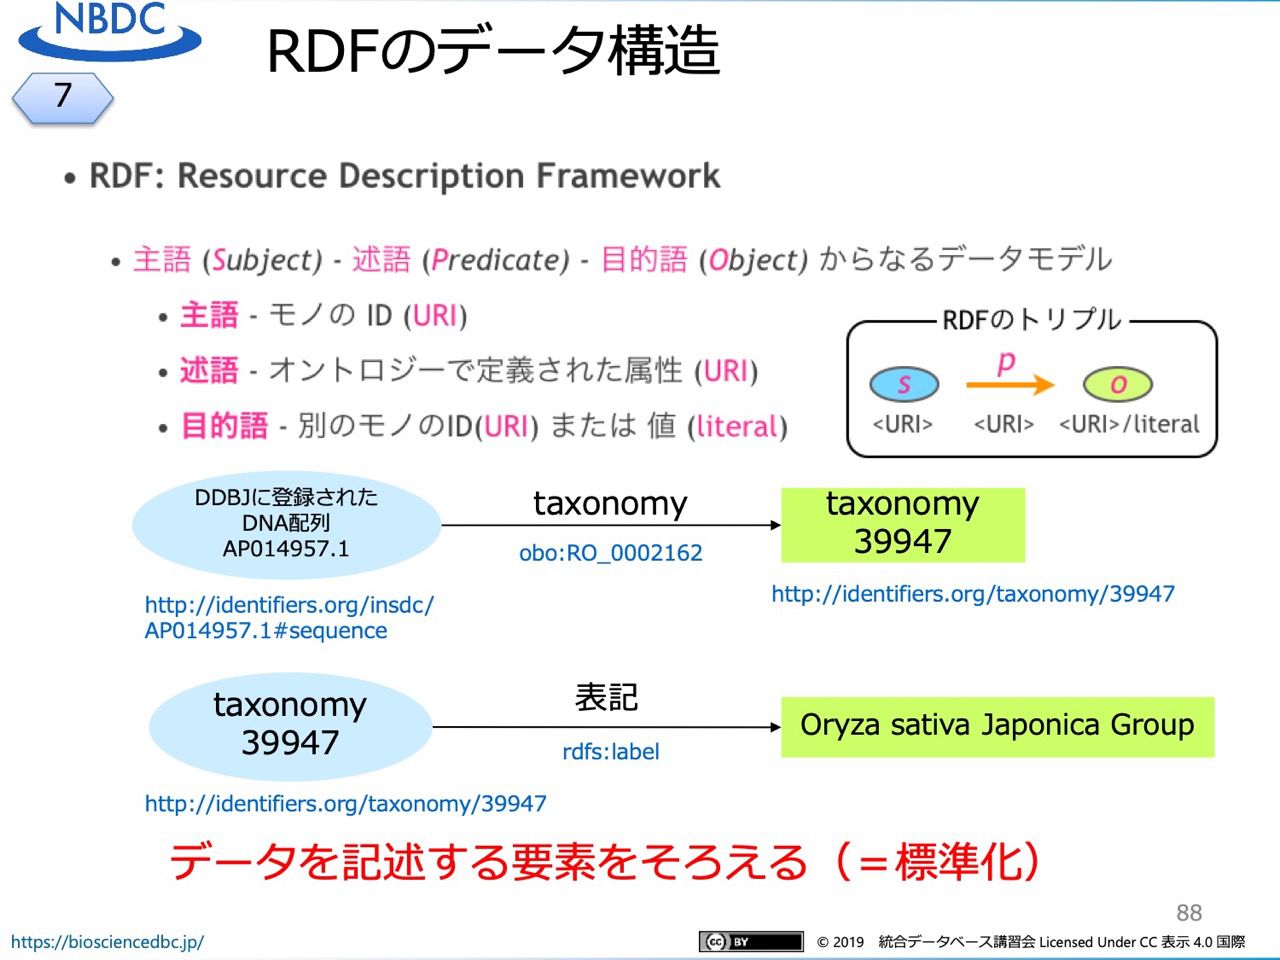 NBDC
RDFのデータ構造
7
• RDF: Resource Description Framework
• 主語 (Subject) - 述語 (Predicate) - 目的語 (Object) からなるデータモデル
• 主語 - モノの ID (URI)
• 述語 - オントロジーで定義された属性 (URI)
• 目的語 - 別のモノのID(URI) または 値 (literal)
RDFのトリプル
S
P
O
<URI>
<URI>
<URI>/literal
DDBJに登録された
DNA配列
AP014957.1
taxonomy
obo:RO_0002162
taxonomy
39947
http://identifiers.org/insdc/
AP014957.1#sequence
http://identifiers.org/taxonomy/39947
taxonomy
39947
表記
rdfs:label
Oryza sativa Japonica Group
http://identifiers.org/taxonomy/39947
データを記述する要素をそろえる（＝標準化）
88
https://biosciencedbc.jp/
cc BY
© 2019 統合データベース講習会 Licensed Under CC 表示 4.0 国際